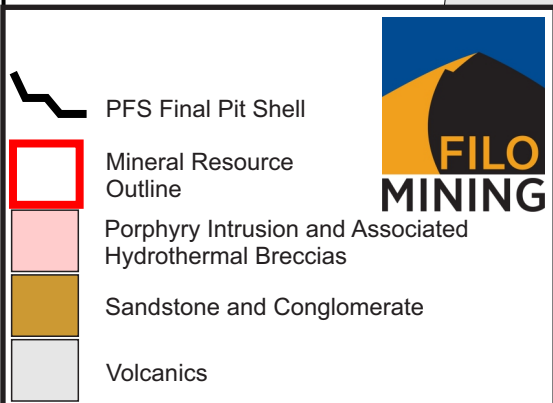 FILO
MINING
PFS Final Pit Shell
Mineral Resource
Outline
Porphyry Intrusion and Associated
Hydrothermal Breccias
Sandstone and Conglomerate
Volcanics